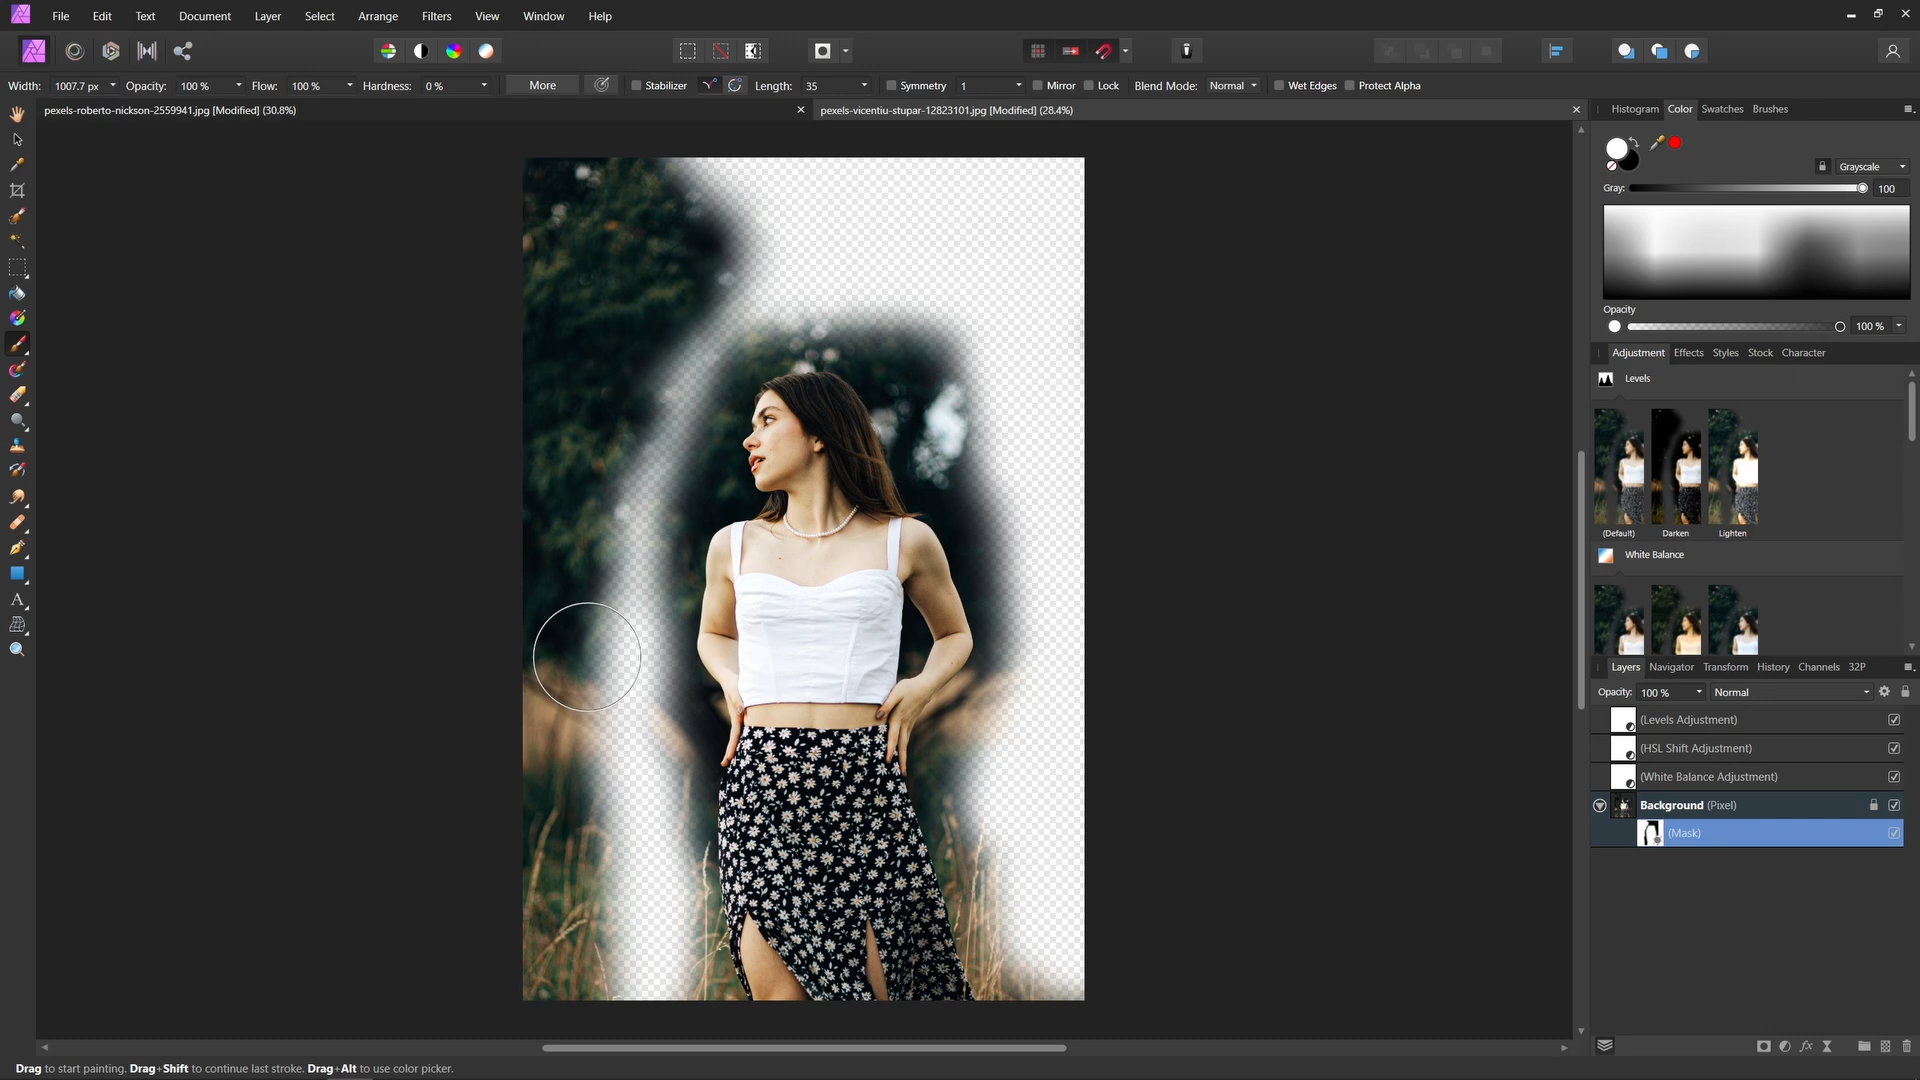 File Edit Text Document Layer Select Arrange Filters View Window Help
Width: 1007.7 px Opacity: 100 % Flow: 100 % Hardness: 0 % More Stabilizer Length: 35 Symmetry 1 Mirror Lock Blend Mode: Normal Wet Edges Protect Alpha
pexels-roberto-nickson-2559941.jpg [Modified] (30.8%) pexels-vicentiu-stupar-12823101.jpg [Modified] (28.4%)
Histogram Color Swatches Brushes
Grayscale
Gray: 100
Opacity
100 %
Adjustment Effects Styles Stock Character
Levels
(Default) Darken Lighten
White Balance
Layers Navigator Transform History Channels 32P
Opacity: 100 % Normal
(Levels Adjustment)
(HSL Shift Adjustment)
(White Balance Adjustment)
Background (Pixel)
(Mask)
Drag to start painting. Drag+Shift to continue last stroke. Drag+Alt to use color picker.